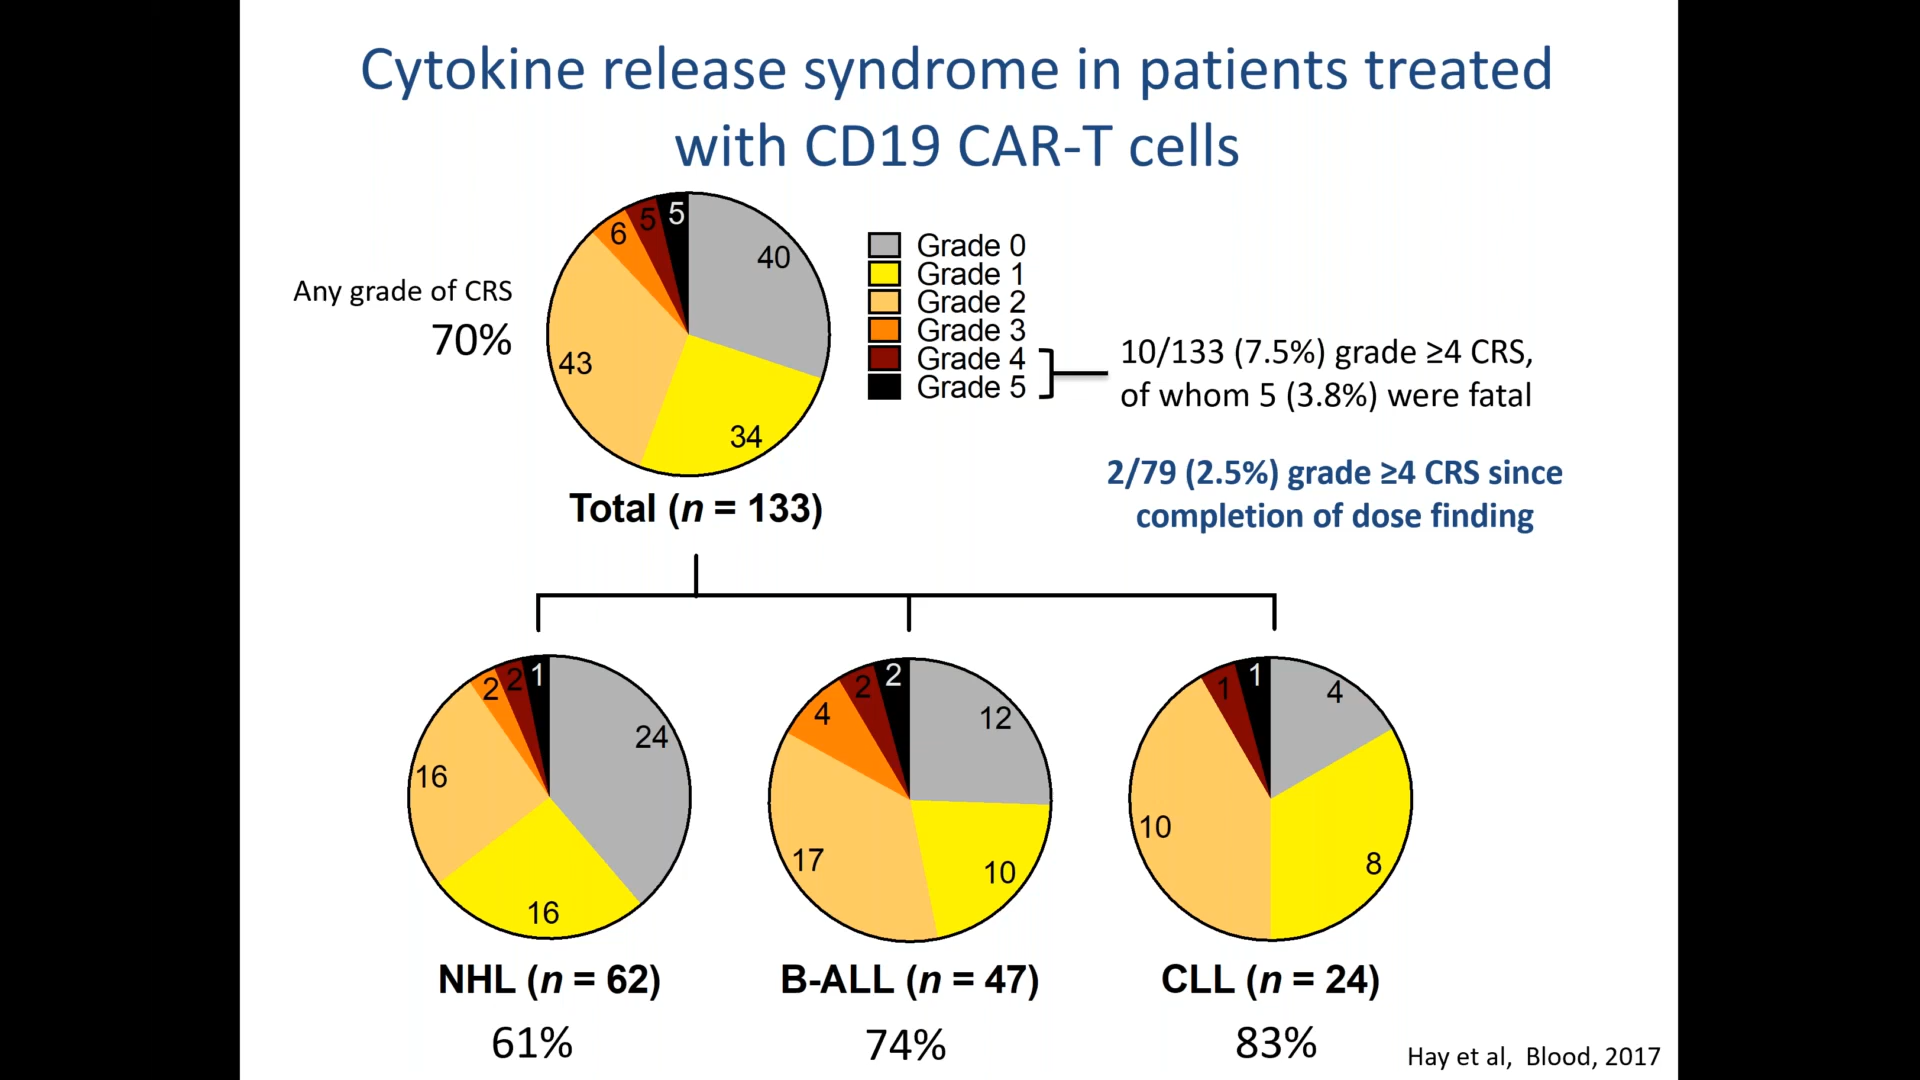 Cytokine release syndrome in patients treated
with CD19 CAR-T cells
Any grade of CRS
70%
40
34
43
6
5
5
Total (n = 133)
Grade 0
Grade 1
Grade 2
Grade 3
Grade 4
Grade 5
10/133 (7.5%) grade ≥4 CRS,
of whom 5 (3.8%) were fatal
2/79 (2.5%) grade ≥4 CRS since
completion of dose finding
24
16
16
2
2
1
NHL (n = 62)
61%
12
10
17
4
2
2
B-ALL (n = 47)
74%
4
8
10
1
1
CLL (n = 24)
83%
Hay et al, Blood, 2017